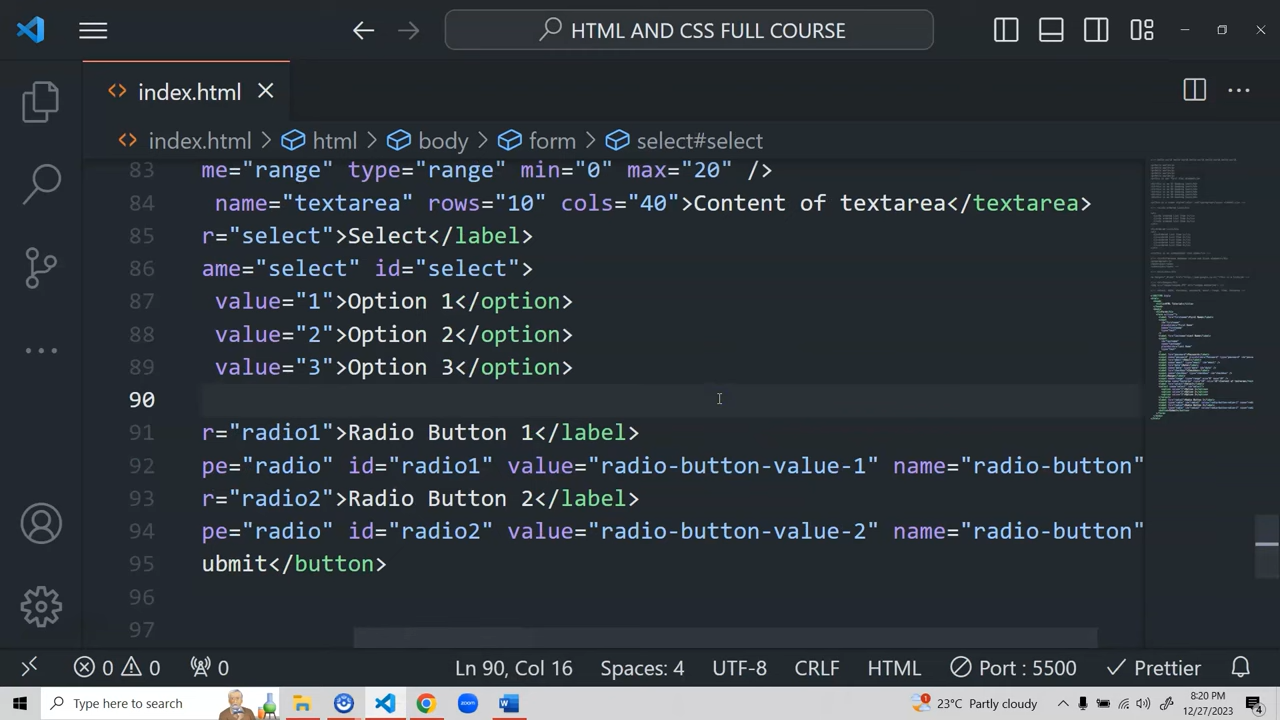 HTML AND CSS FULL COURSE
index.html
index.html > html > body > form > select#select
83 me="range" type="range" min="0" max="20" />
84 name="textarea" rows="10" cols="40">Content of textarea</textarea>
85 r="select">Select</label>
86 ame="select" id="select">
87 value="1">Option 1</option>
88 value="2">Option 2</option>
89 value="3">Option 3</option>
90
91 r="radio1">Radio Button 1</label>
92 pe="radio" id="radio1" value="radio-button-value-1" name="radio-button"
93 r="radio2">Radio Button 2</label>
94 pe="radio" id="radio2" value="radio-button-value-2" name="radio-button"
95 ubmit</button>
96
97
0 0 0 Ln 90, Col 16 Spaces: 4 UTF-8 CRLF HTML Port : 5500 Prettier
Type here to search 23°C Partly cloudy 8:20 PM
12/27/2023 4